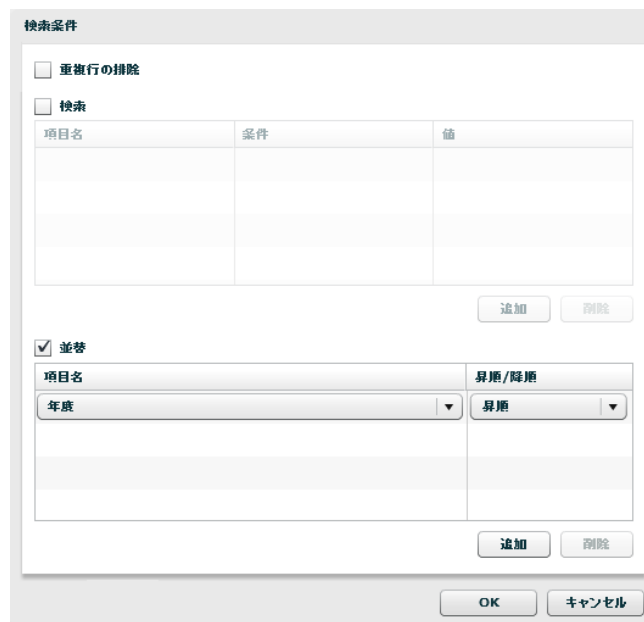 検索条件
重複行の排除
検索
項目名 条件 値
追加 削除
並替
項目名 昇順/降順
年度 昇順
追加 削除
OK キャンセル